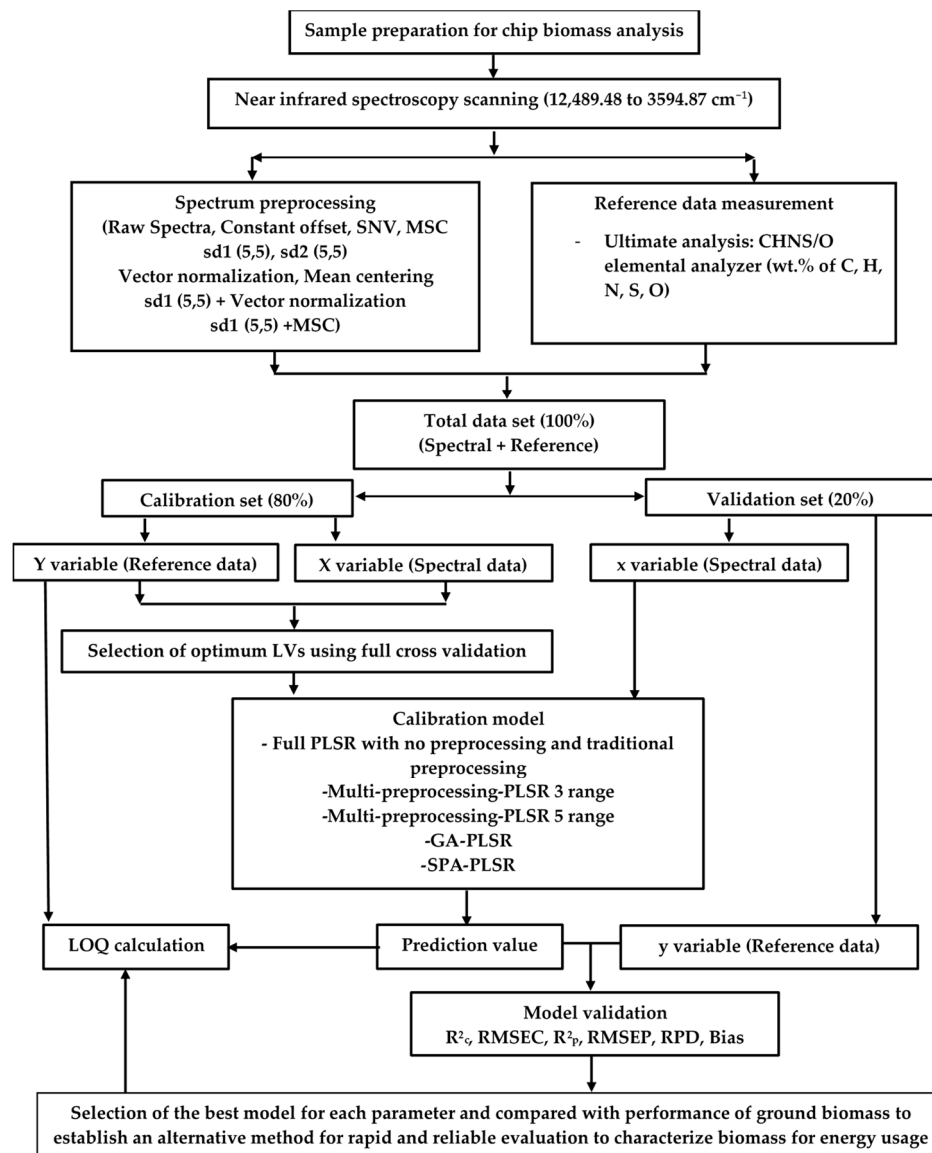 Sample preparation for chip biomass analysis
Near infrared spectroscopy scanning (12,489.48 to 3594.87 cm⁻¹)
Spectrum preprocessing
(Raw Spectra, Constant offset, SNV, MSC
sd1 (5,5), sd2 (5,5)
Vector normalization, Mean centering
sd1 (5,5) + Vector normalization
sd1 (5,5) +MSC)
Reference data measurement
- Ultimate analysis: CHNS/O
elemental analyzer (wt.% of C, H,
N, S, O)
Total data set (100%)
(Spectral + Reference)
Calibration set (80%)
Validation set (20%)
Y variable (Reference data)
X variable (Spectral data)
x variable (Spectral data)
Selection of optimum LVs using full cross validation
Calibration model
- Full PLSR with no preprocessing and traditional
preprocessing
-Multi-preprocessing-PLSR 3 range
-Multi-preprocessing-PLSR 5 range
-GA-PLSR
-SPA-PLSR
LOQ calculation
Prediction value
y variable (Reference data)
Model validation
R²c, RMSEC, R²p, RMSEP, RPD, Bias
Selection of the best model for each parameter and compared with performance of ground biomass to
establish an alternative method for rapid and reliable evaluation to characterize biomass for energy usage